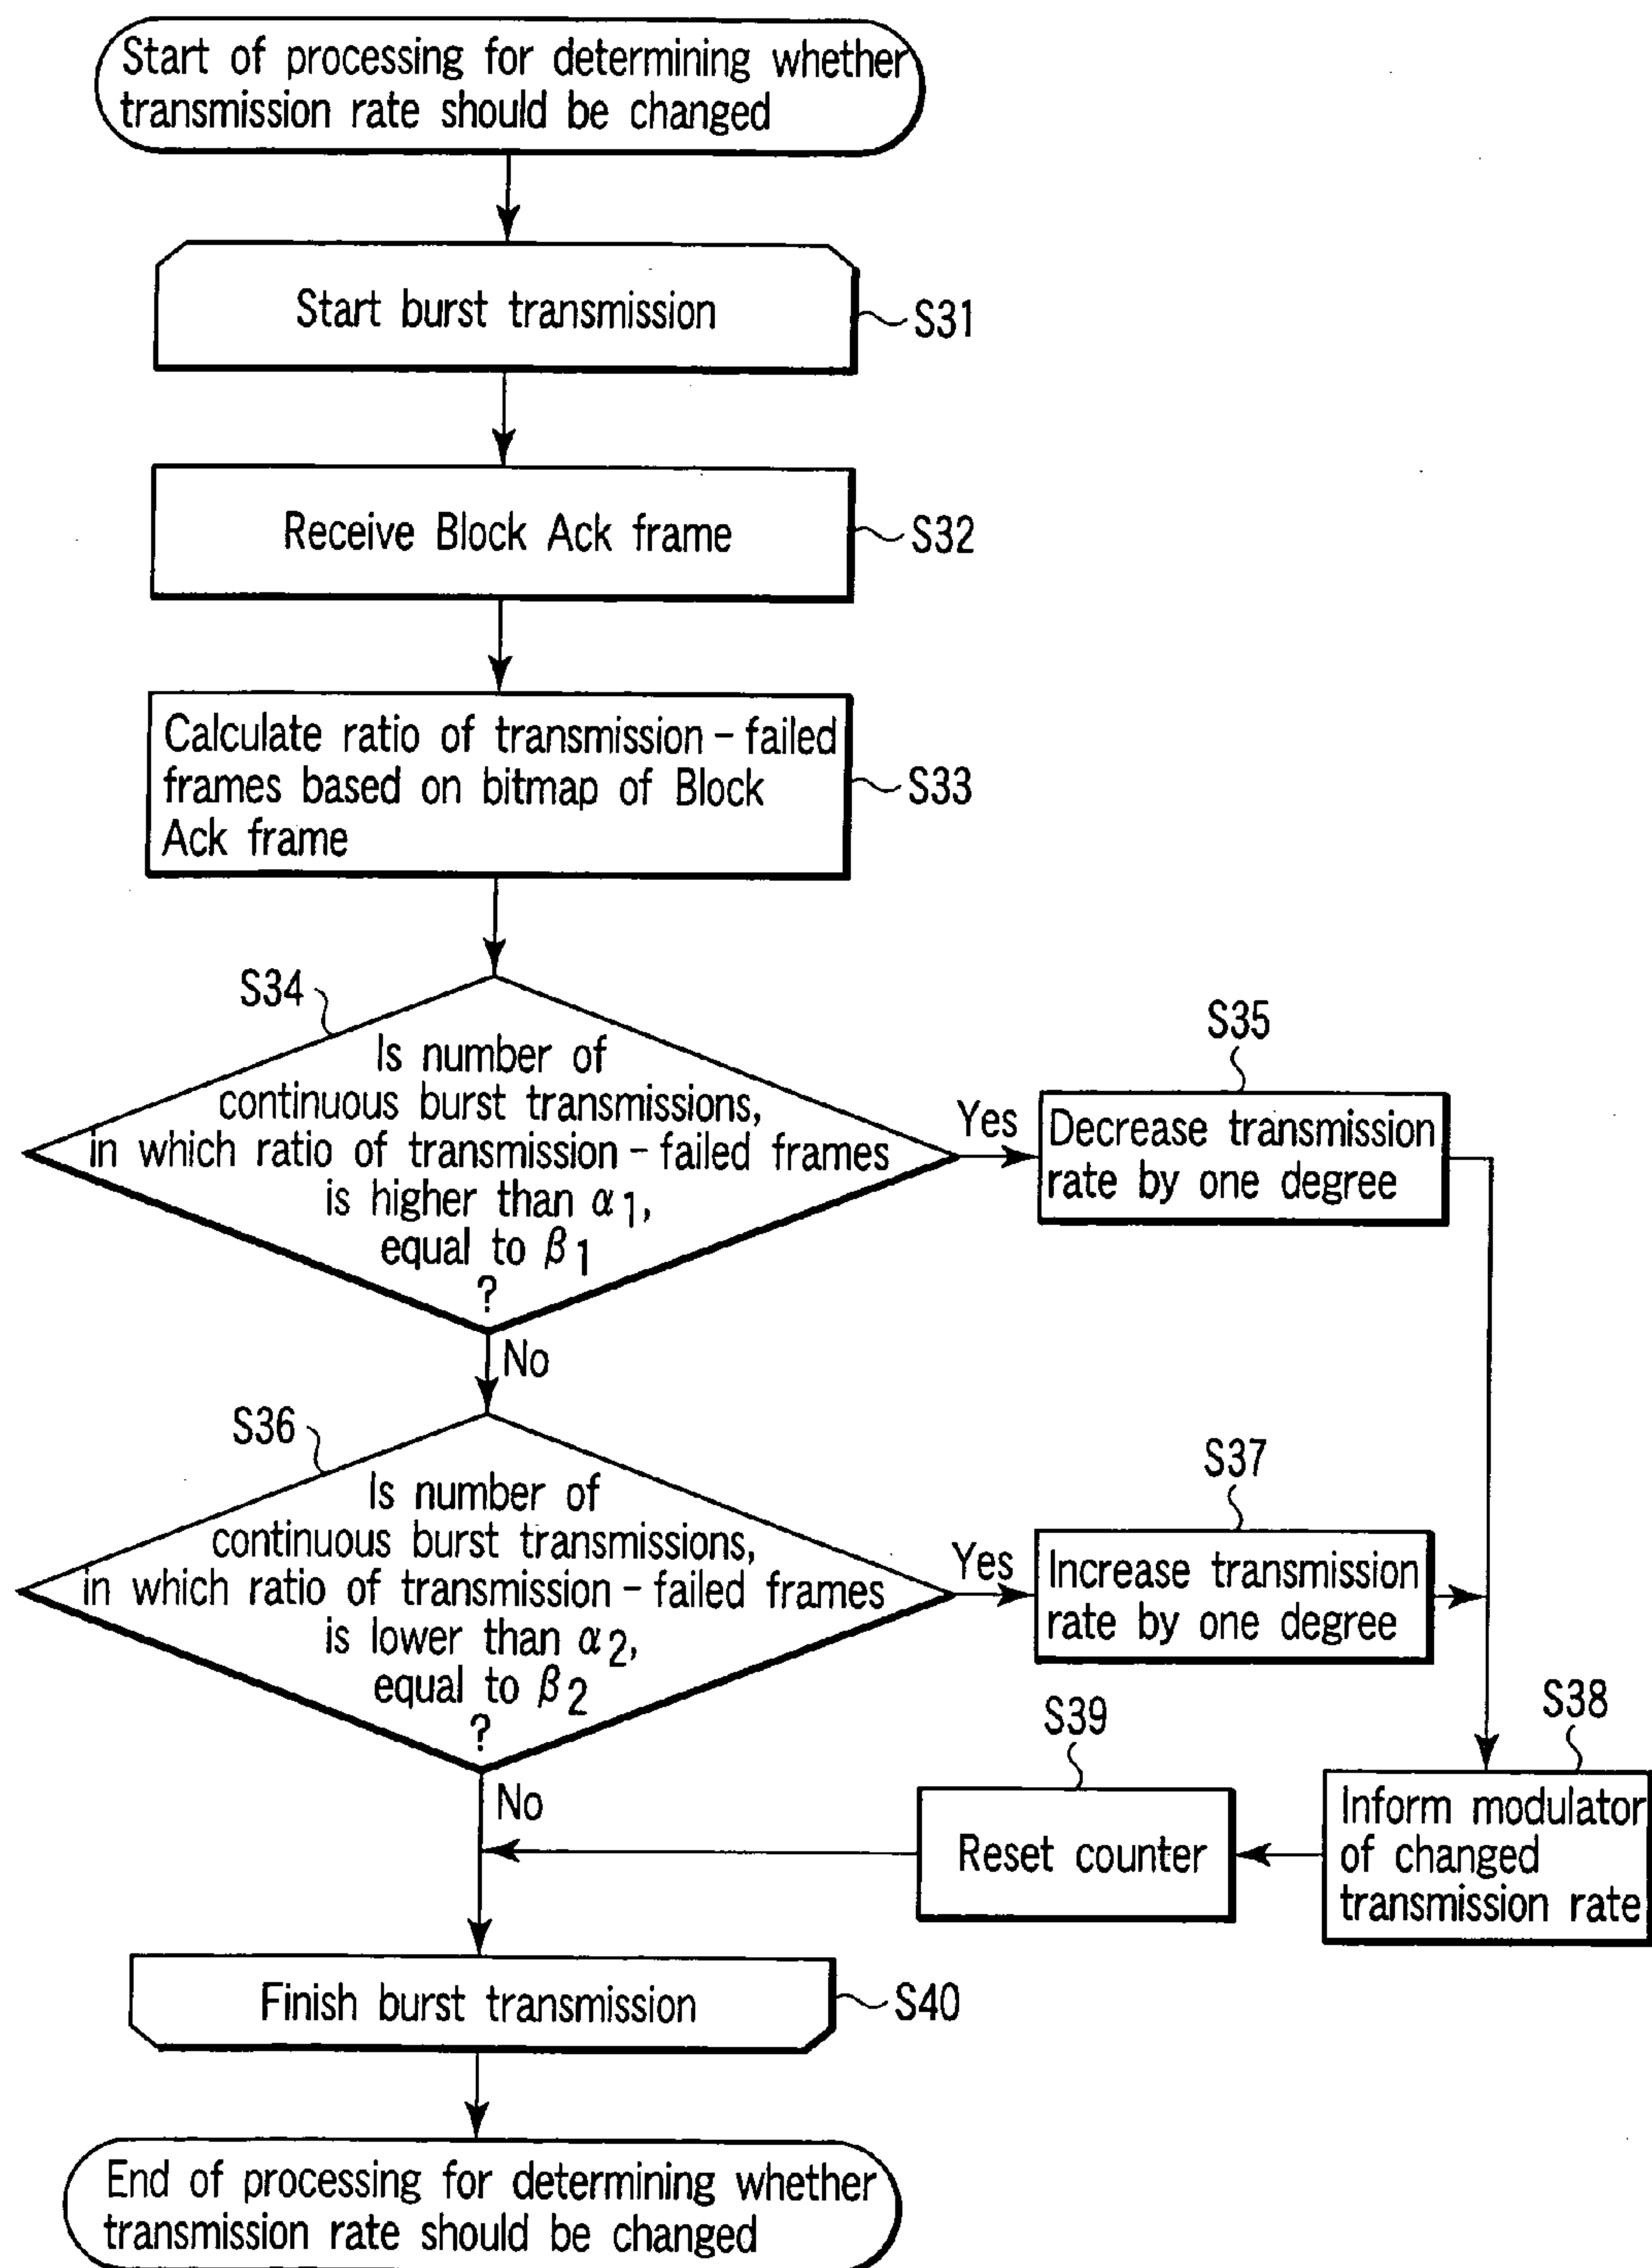 Start of processing for determining whether
transmission rate should be changed
Start burst transmission
S31
Receive Block Ack frame
S32
Calculate ratio of transmission-failed
frames based on bitmap of Block
Ack frame
S33
S34
Is number of
continuous burst transmissions,
in which ratio of transmission-failed frames
is higher than α1,
equal to β1
?
Yes
S35
Decrease transmission
rate by one degree
No
S36
Is number of
continuous burst transmissions,
in which ratio of transmission-failed frames
is lower than α2,
equal to β2
?
Yes
S37
Increase transmission
rate by one degree
S38
Inform modulator
of changed
transmission rate
S39
Reset counter
No
Finish burst transmission
S40
End of processing for determining whether
transmission rate should be changed